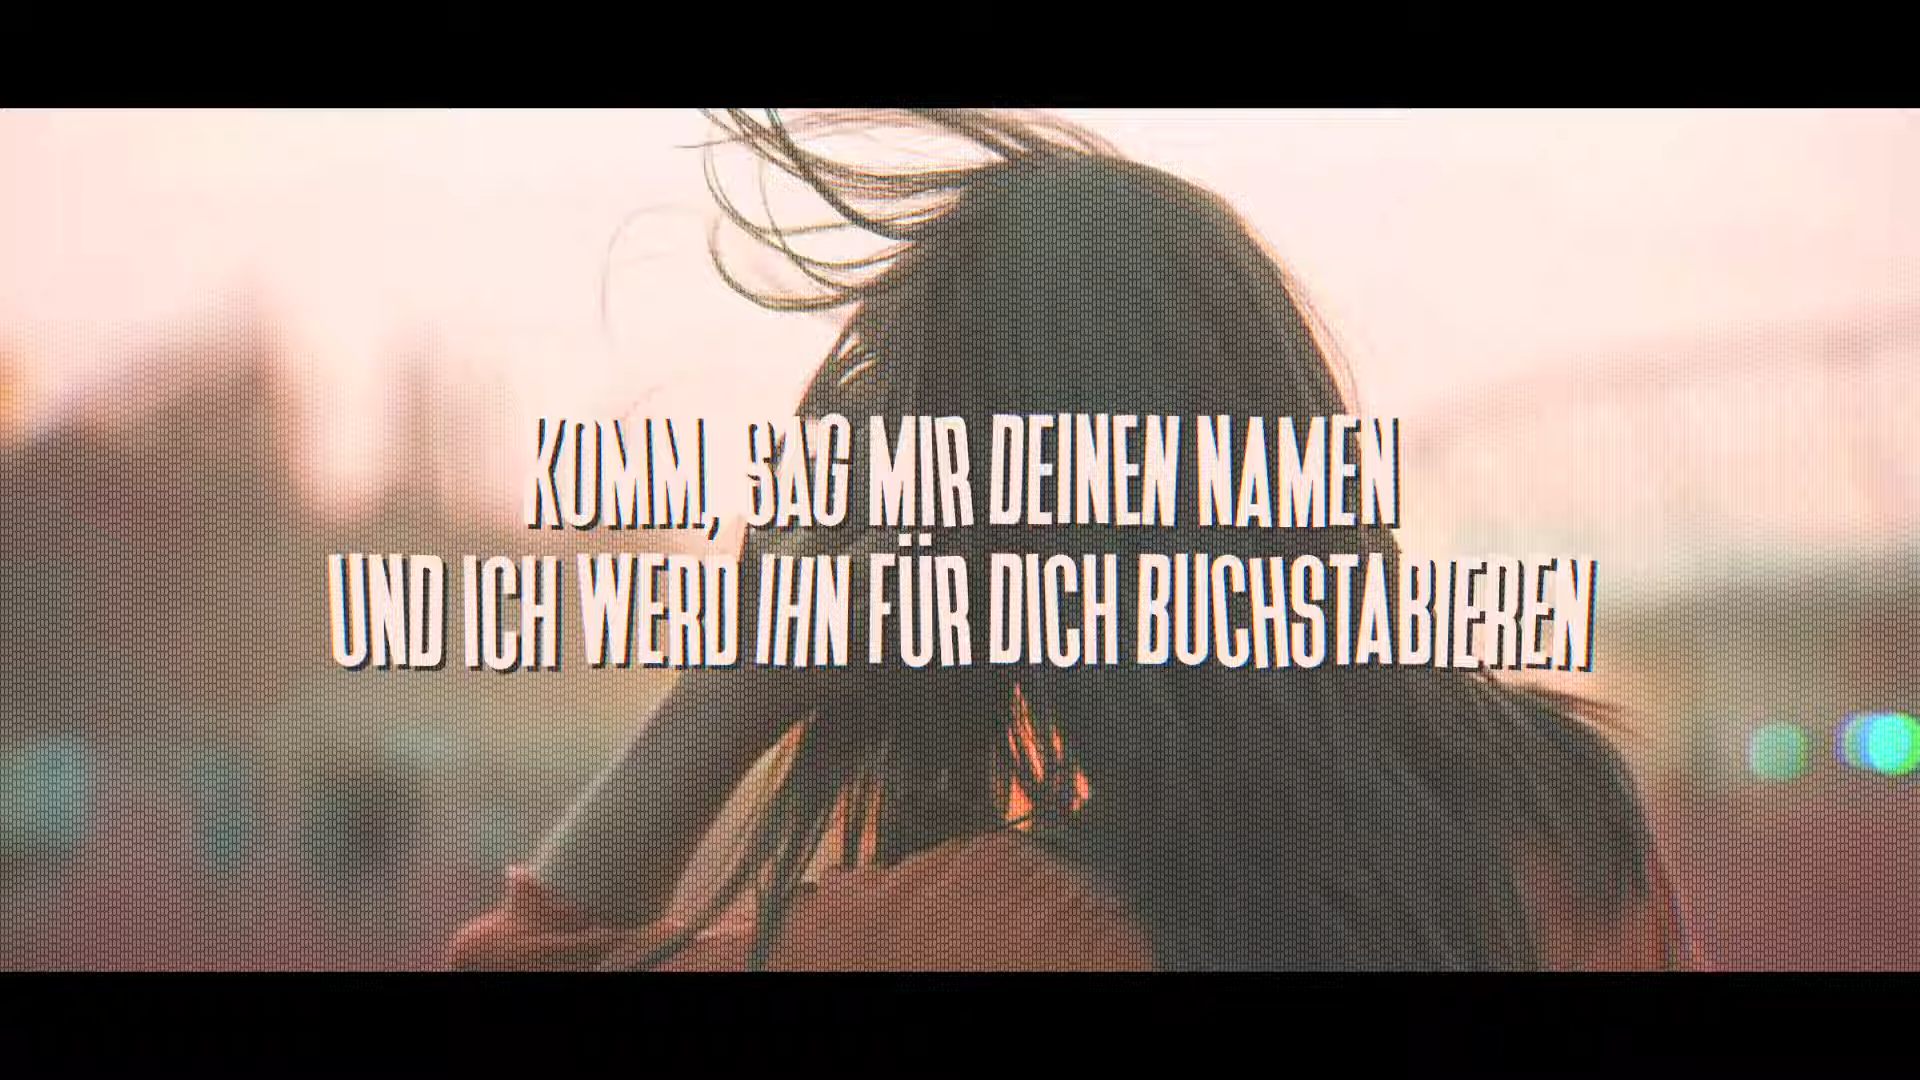 KOMM, SAG MIR DEINEN NAMEN
UND ICH WERD IHN FÜR DICH BUCHSTABIEREN